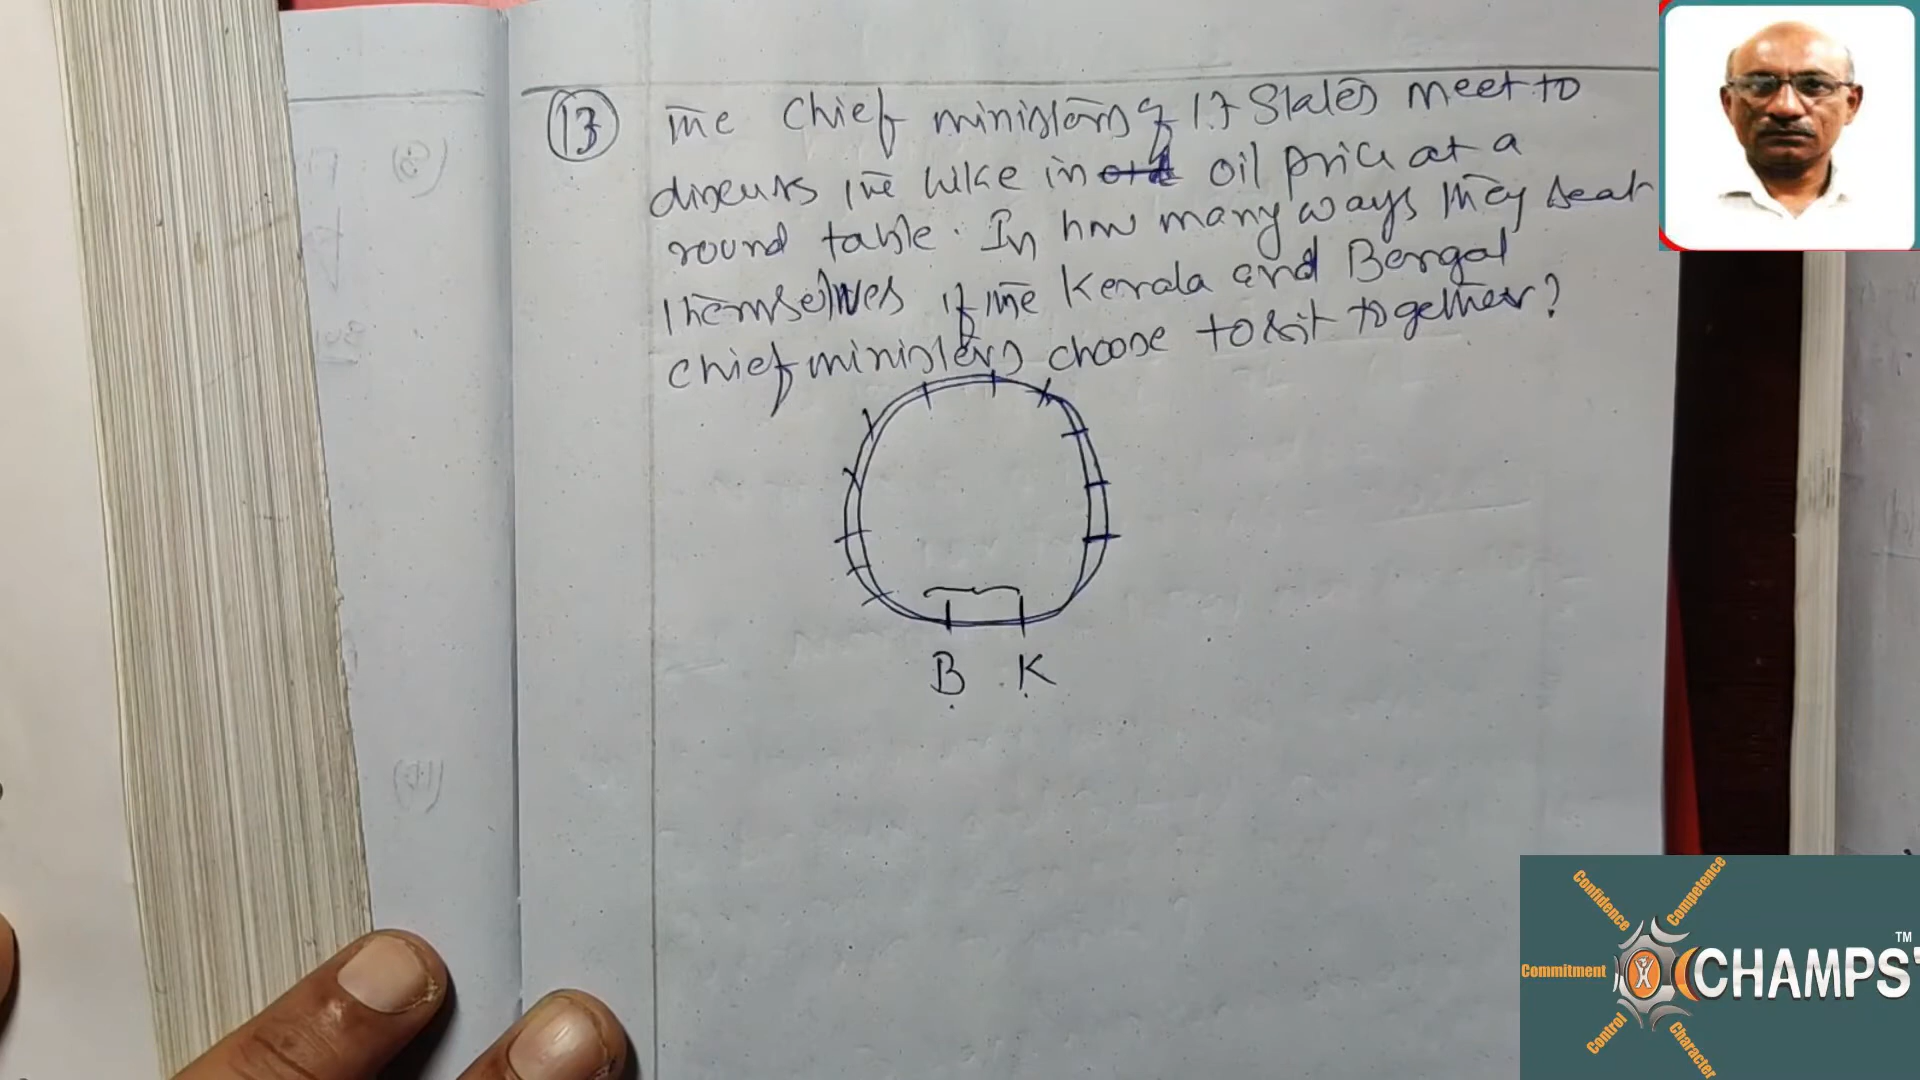 13 The Chief ministers of 17 States meet to
discuss the hike in oil price at a
round table. In how many ways they seat
themselves if the Kerala and Bengal
chief ministers choose to sit together?
B K
Confidence
Competence
Commitment
CHAMPS
TM
Control
Character